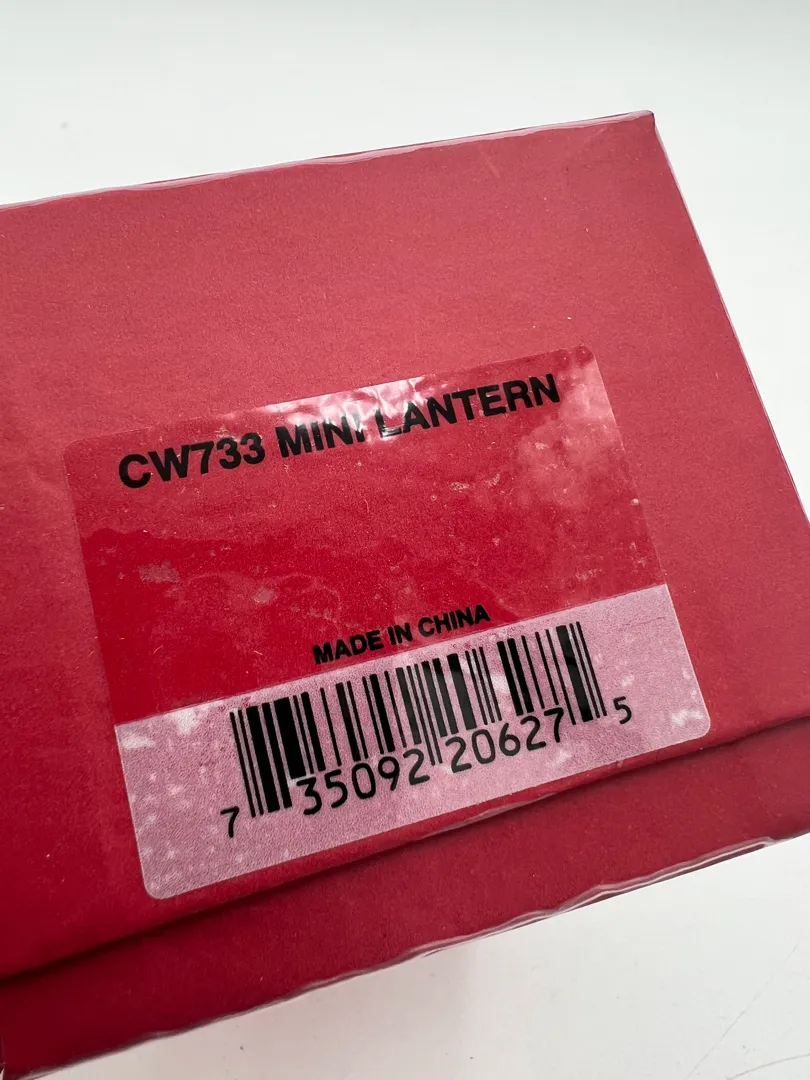 CW733 MINI LANTERN
MADE IN CHINA
7 35092 20627 5